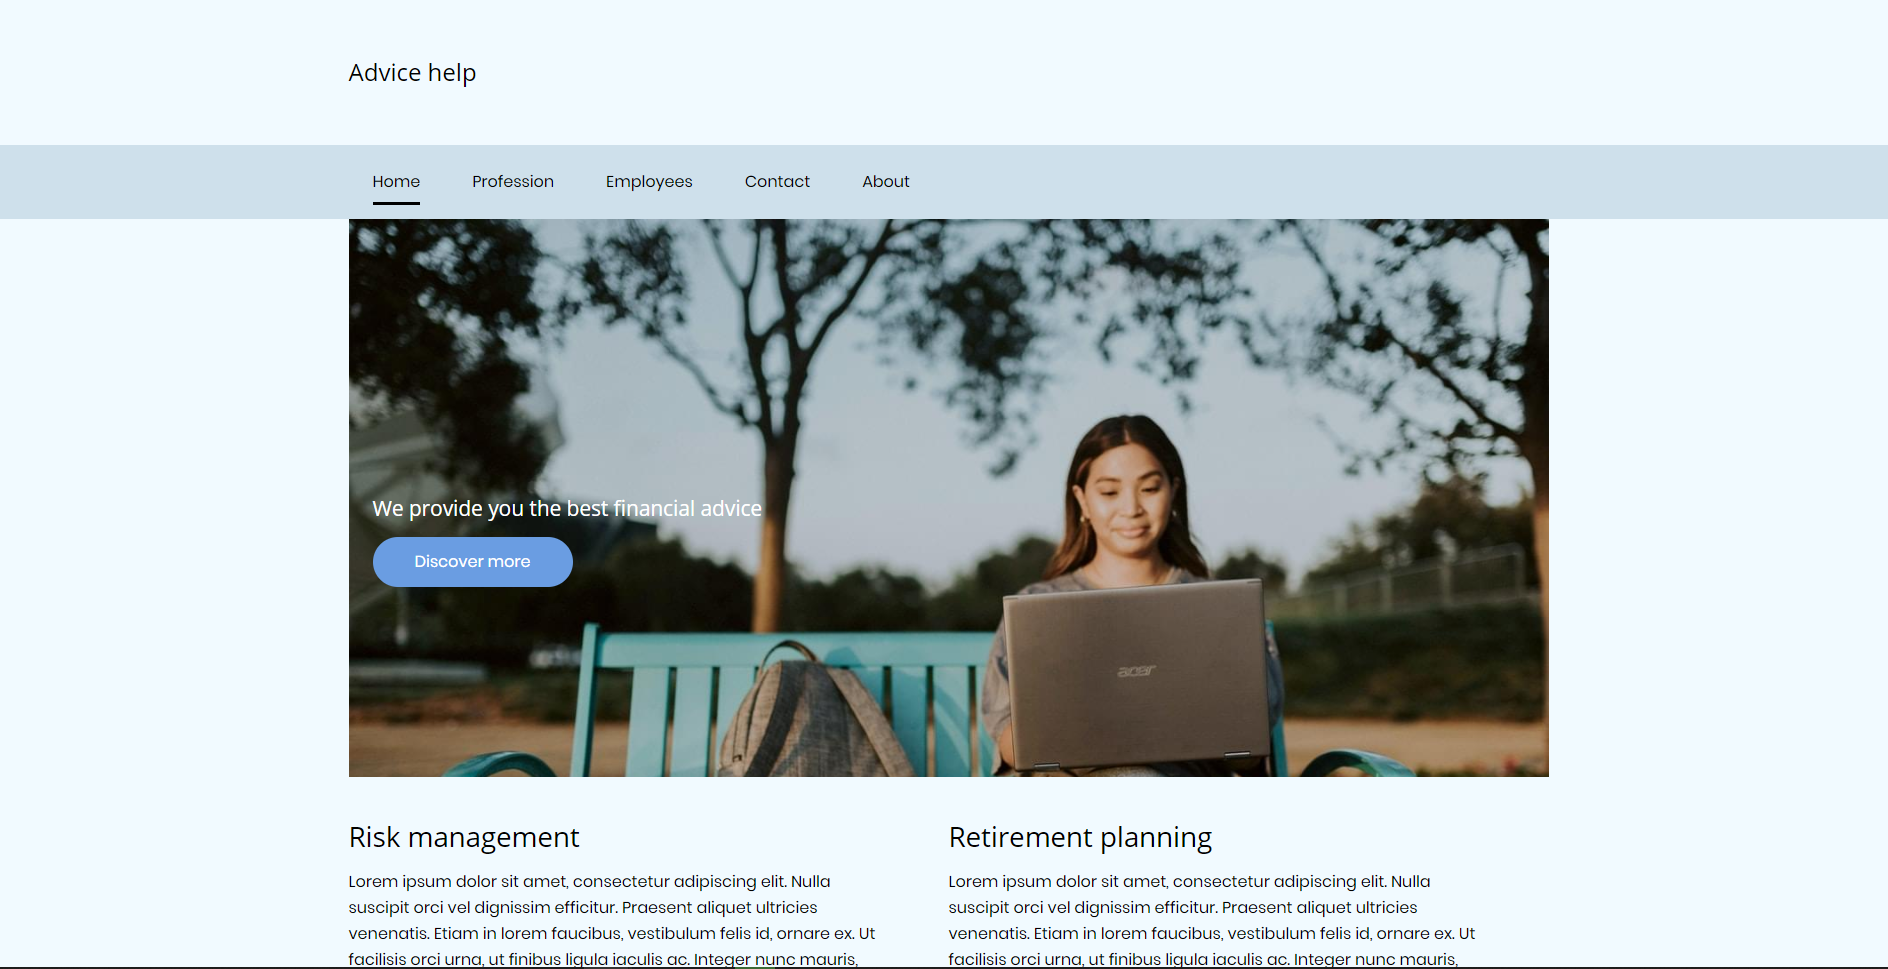 Advice help
Home Profession Employees Contact About
We provide you the best financial advice
Discover more
acer
Risk management
Lorem ipsum dolor sit amet, consectetur adipiscing elit. Nulla
suscipit orci vel dignissim efficitur. Praesent aliquet ultricies
venenatis. Etiam in lorem faucibus, vestibulum felis id, ornare ex. Ut
facilisis orci urna, ut finibus ligula iaculis ac. Integer nunc mauris,
Retirement planning
Lorem ipsum dolor sit amet, consectetur adipiscing elit. Nulla
suscipit orci vel dignissim efficitur. Praesent aliquet ultricies
venenatis. Etiam in lorem faucibus, vestibulum felis id, ornare ex. Ut
facilisis orci urna, ut finibus ligula iaculis ac. Integer nunc mauris,